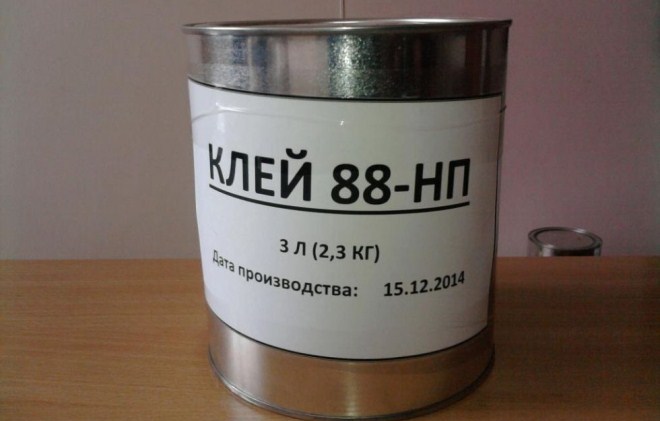 КЛЕЙ 88-НП
3 Л (2,3 КГ)
Дата производства: 15.12.2014